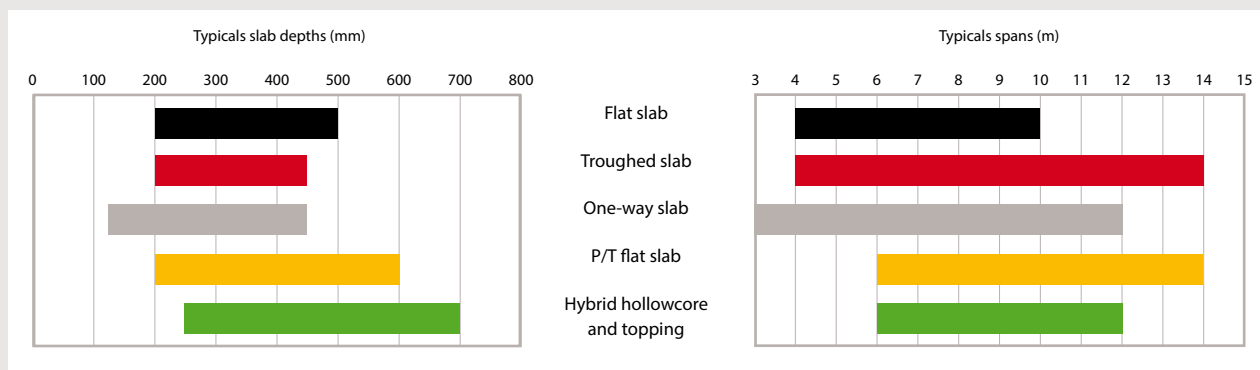 Typicals slab depths (mm)
0 100 200 300 400 500 600 700 800
Typicals spans (m)
3 4 5 6 7 8 9 10 11 12 13 14 15
Flat slab
Troughed slab
One-way slab
P/T flat slab
Hybrid hollowcore
and topping